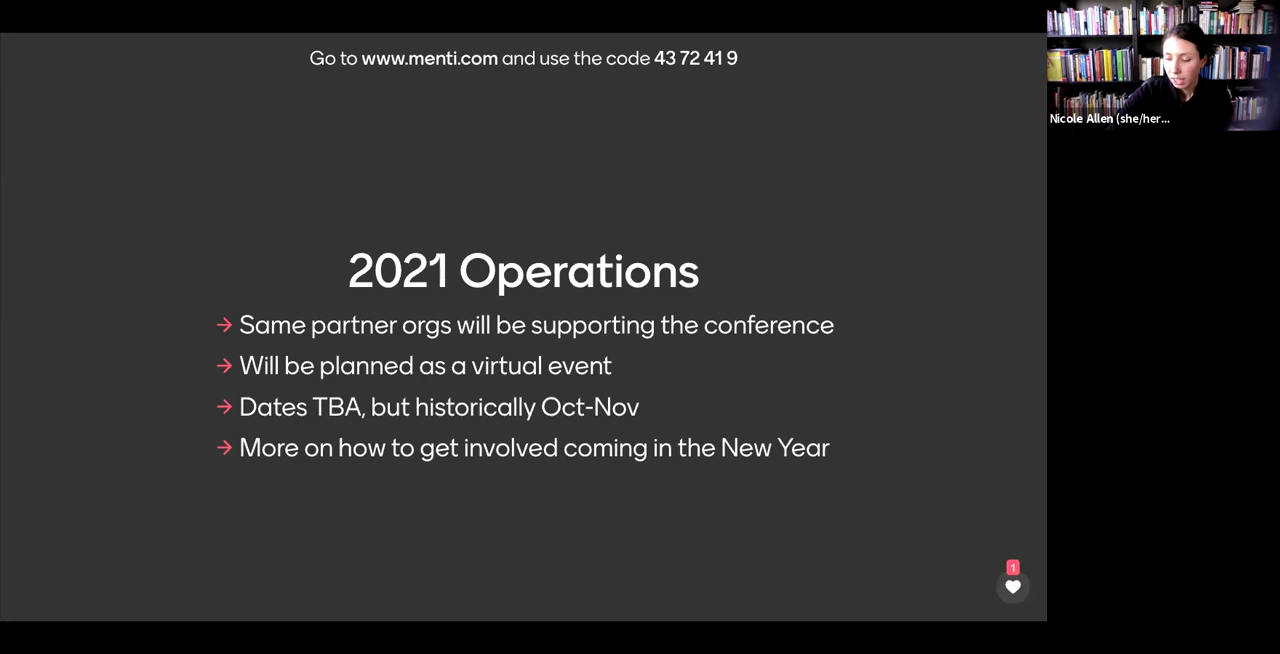 Go to www.menti.com and use the code 43 72 41 9
Nicole Allen (she/her...
2021 Operations
→ Same partner orgs will be supporting the conference
→ Will be planned as a virtual event
→ Dates TBA, but historically Oct-Nov
→ More on how to get involved coming in the New Year
1